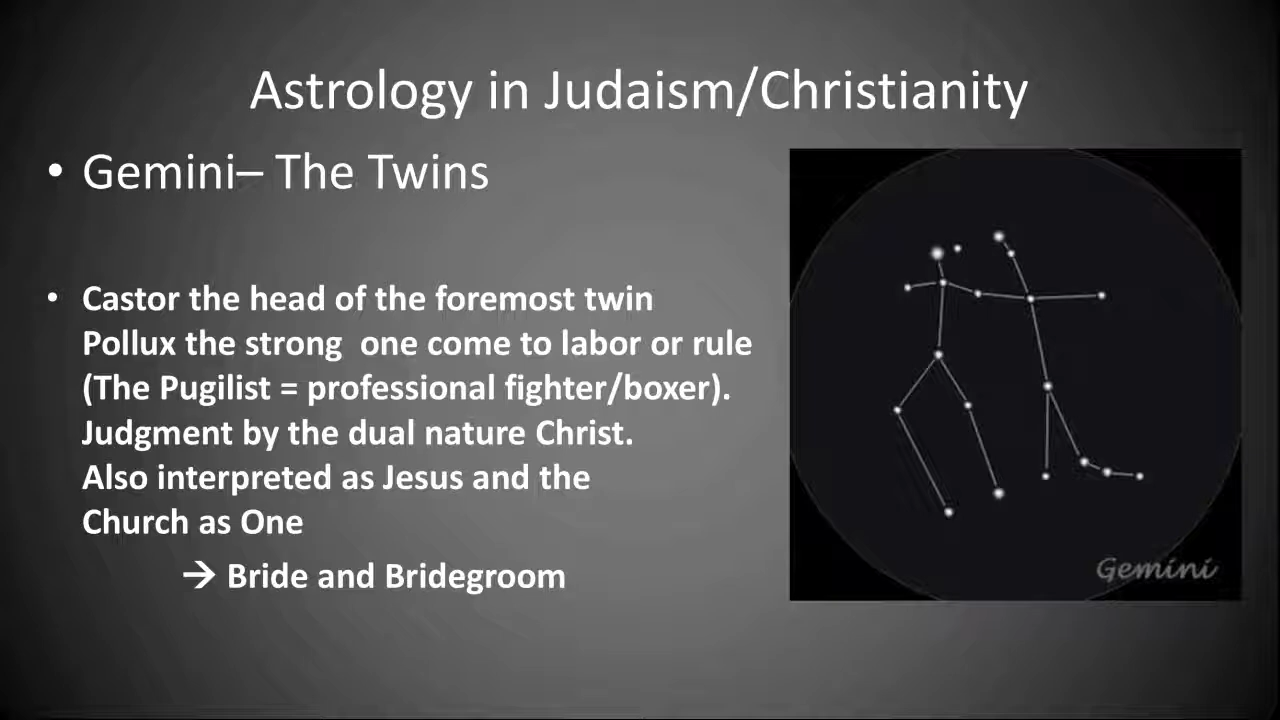 Astrology in Judaism/Christianity
• Gemini– The Twins
• Castor the head of the foremost twin
Pollux the strong  one come to labor or rule
(The Pugilist = professional fighter/boxer).
Judgment by the dual nature Christ.
Also interpreted as Jesus and the
Church as One
→ Bride and Bridegroom
Gemini